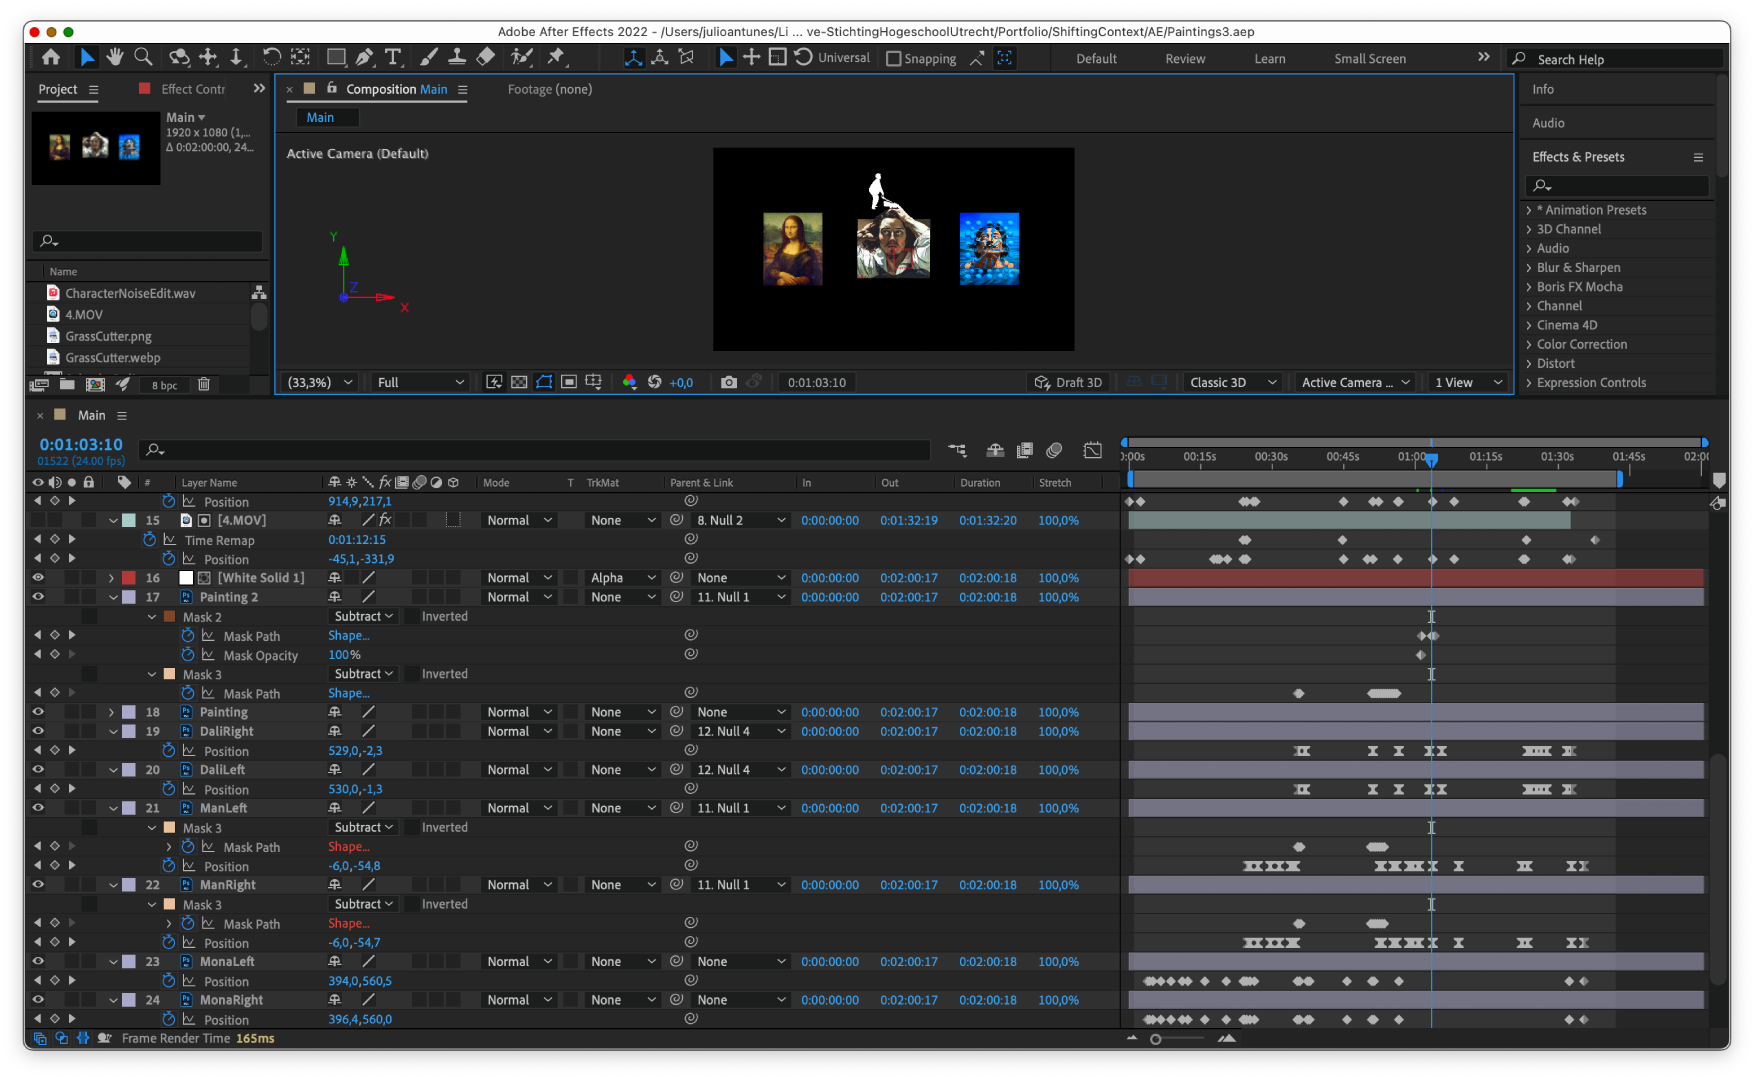 Adobe After Effects 2022 - /Users/julioantunes/Li ... ve-StichtingHogeschoolUtrecht/Portfolio/ShiftingContext/AE/Paintings3.aep
Universal Snapping Default Review Learn Small Screen Search Help
Project Effect Contr Composition Main Footage (none) Info
Main
1920 x 1080 (1,...
Δ 0:02:00:00, 24...
Main
Audio
Active Camera (Default)
Effects & Presets
Y
Z
X
* Animation Presets
3D Channel
Audio
Blur & Sharpen
Boris FX Mocha
Channel
Cinema 4D
Color Correction
Distort
Expression Controls
Name
CharacterNoiseEdit.wav
4.MOV
GrassCutter.png
GrassCutter.webp
8 bpc
(33,3%) Full +0,0 0:01:03:10 Draft 3D Classic 3D Active Camera ... 1 View
Main
0:01:03:10
01522 (24.00 fps)
):00s 00:15s 00:30s 00:45s 01:00s 01:15s 01:30s 01:45s 02:00
# Layer Name Mode T TrkMat Parent & Link In Out Duration Stretch
Position 914,9,217,1
15 [4.MOV] Normal None 8. Null 2 0:00:00:00 0:01:32:19 0:01:32:20 100,0%
Time Remap 0:01:12:15
Position -45,1,-331,9
16 [White Solid 1] Normal Alpha None 0:00:00:00 0:02:00:17 0:02:00:18 100,0%
17 Painting 2 Normal None 11. Null 1 0:00:00:00 0:02:00:17 0:02:00:18 100,0%
Mask 2 Subtract Inverted
Mask Path Shape...
Mask Opacity 100%
Mask 3 Subtract Inverted
Mask Path Shape...
18 Painting Normal None None 0:00:00:00 0:02:00:17 0:02:00:18 100,0%
19 DaliRight Normal None 12. Null 4 0:00:00:00 0:02:00:17 0:02:00:18 100,0%
Position 529,0,-2,3
20 DaliLeft Normal None 12. Null 4 0:00:00:00 0:02:00:17 0:02:00:18 100,0%
Position 530,0,-1,3
21 ManLeft Normal None 11. Null 1 0:00:00:00 0:02:00:17 0:02:00:18 100,0%
Mask 3 Subtract Inverted
Mask Path Shape...
Position -6,0,-54,8
22 ManRight Normal None 11. Null 1 0:00:00:00 0:02:00:17 0:02:00:18 100,0%
Mask 3 Subtract Inverted
Mask Path Shape...
Position -6,0,-54,7
23 MonaLeft Normal None None 0:00:00:00 0:02:00:17 0:02:00:18 100,0%
Position 394,0,560,5
24 MonaRight Normal None None 0:00:00:00 0:02:00:17 0:02:00:18 100,0%
Position 396,4,560,0
Frame Render Time 165ms